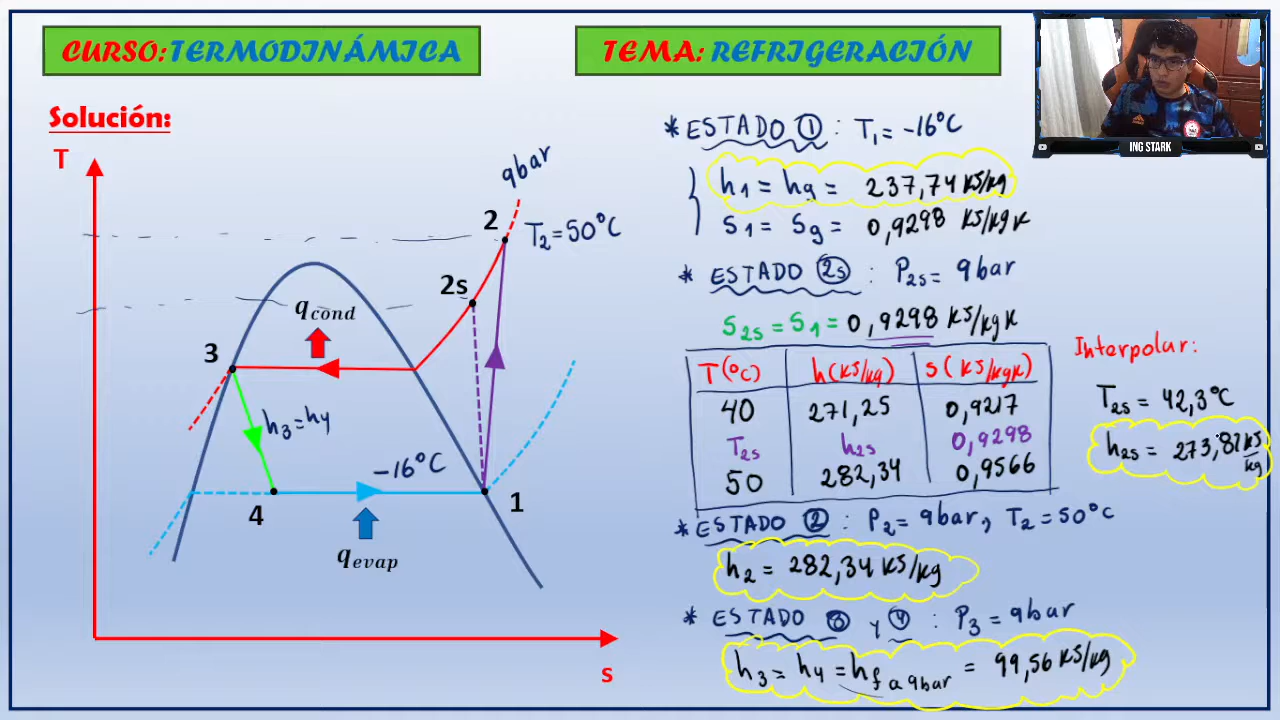 CURSO: TERMODINÁMICA
TEMA: REFRIGERACIÓN
ING STARK
Solución:
T
9bar
2
T₂=50°C
2s
q cond
3
h₃=h₄
-16°C
4
1
q evap
s
* ESTADO ① : T₁ = -16°C
h₁ = hg = 237,74 KJ/kg
S₁ = Sg = 0,9298 KJ/kgK
* ESTADO 2s : P₂s = 9bar
S₂s = S₁ = 0,9298 KJ/kgK
T(°C) h(KJ/kg) s(KJ/kgK)
40 271,25 0,9217
T₂s h₂s 0,9298
50 282,34 0,9566
Interpolar:
T₂s = 42,3°C
h₂s = 273,82 KJ/kg
* ESTADO ② : P₂ = 9bar, T₂ = 50°C
h₂ = 282,34 KJ/kg
* ESTADO ③ y ④ : P₃ = 9bar
h₃ = h₄ = hf a 9bar = 99,56 KJ/kg